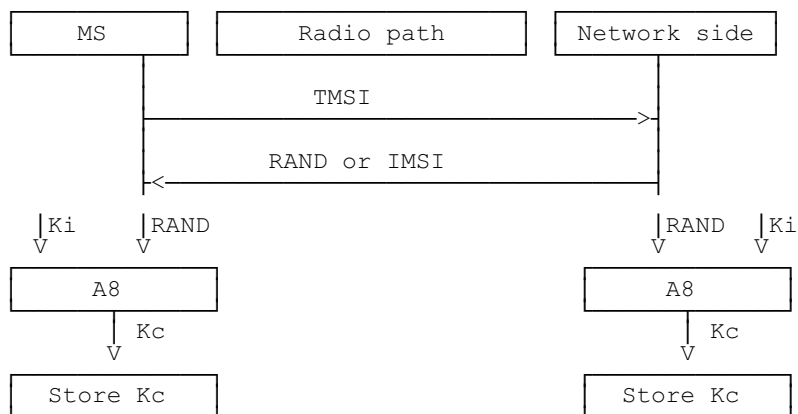 MS Radio path Network side
TMSI
RAND or IMSI
Ki RAND RAND Ki
A8 A8
Kc Kc
Store Kc Store Kc